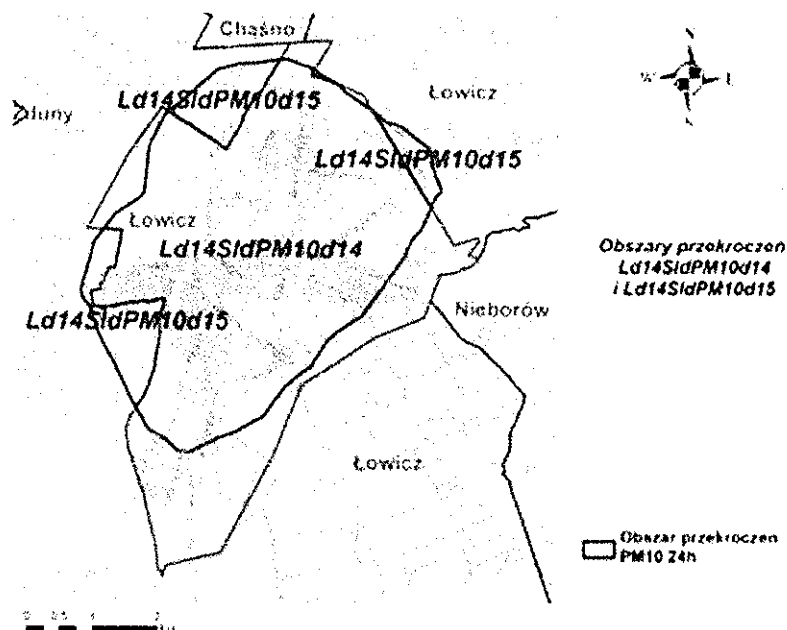 Chąśno
Ld14SldPM10d15
Łowicz
Ld14SldPM10d15
Łowicz
Ld14SldPM10d14
Obszary przekroczeń
Ld14SldPM10d14
i Ld14SldPM10d15
Nieborów
Ld14SldPM10d15
Łowicz
Obszar przekroczeń
PM10 24h